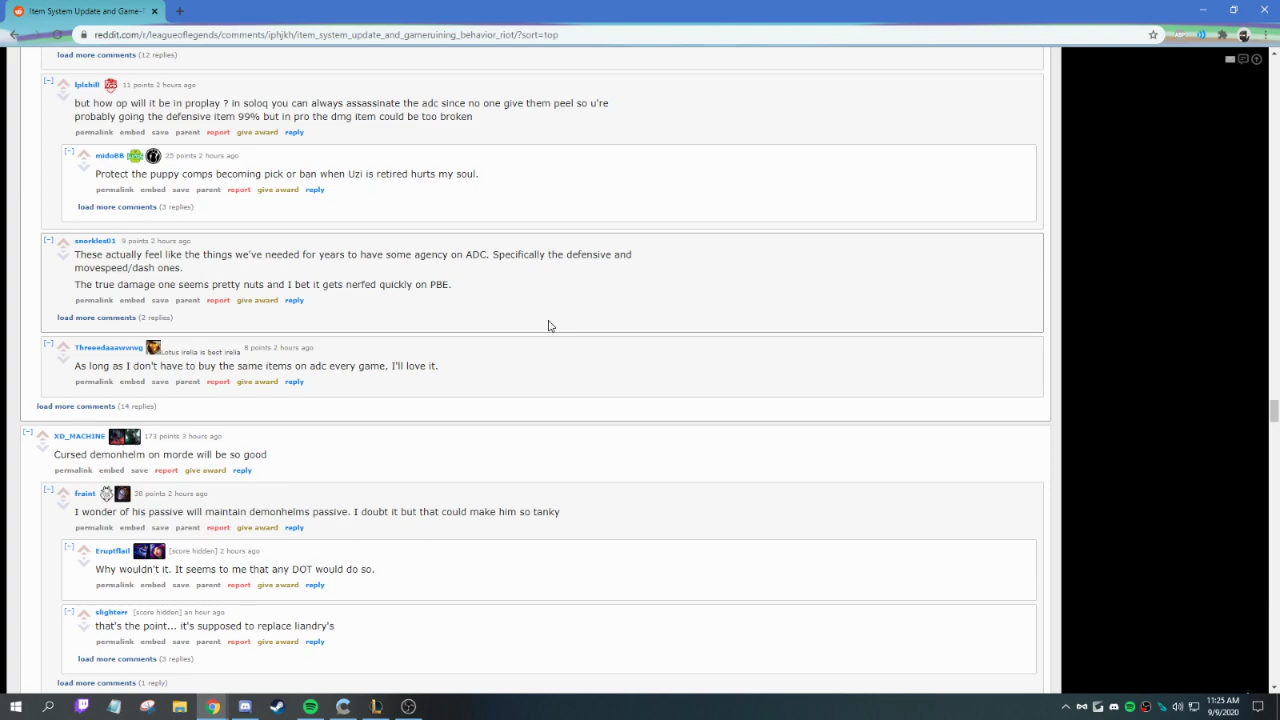 Item System Update and Game-
reddit.com/r/leagueoflegends/comments/iphjkh/item_system_update_and_gameruining_behavior_riot/?sort=top
load more comments (12 replies)
[-] lplshill 11 points 2 hours ago
but how op will it be in proplay ? in soloq you can always assassinate the adc since no one give them peel so u're
probably going the defensive item 99% but in pro the dmg item could be too broken
permalink embed save parent report give award reply
[-] midoBB 25 points 2 hours ago
Protect the puppy comps becoming pick or ban when Uzi is retired hurts my soul.
permalink embed save parent report give award reply
load more comments (3 replies)
[-] snorkles01 9 points 2 hours ago
These actually feel like the things we've needed for years to have some agency on ADC. Specifically the defensive and
movespeed/dash ones.
The true damage one seems pretty nuts and I bet it gets nerfed quickly on PBE.
permalink embed save parent report give award reply
load more comments (2 replies)
[-] Threeedaaawwwg Lotus irelia is best irelia 8 points 2 hours ago
As long as I don't have to buy the same items on adc every game, I'll love it.
permalink embed save parent report give award reply
load more comments (14 replies)
[-] XD_MACHINE 173 points 3 hours ago
Cursed demonhelm on morde will be so good
permalink embed save report give award reply
[-] fraint 38 points 2 hours ago
I wonder of his passive will maintain demonhelms passive. I doubt it but that could make him so tanky
permalink embed save parent report give award reply
[-] Eruptflail [score hidden] 2 hours ago
Why wouldn't it. It seems to me that any DOT would do so.
permalink embed save parent report give award reply
[-] slighterr [score hidden] an hour ago
that's the point... it's supposed to replace liandry's
permalink embed save parent report give award reply
load more comments (3 replies)
load more comments (1 reply)
11:25 AM
9/9/2020